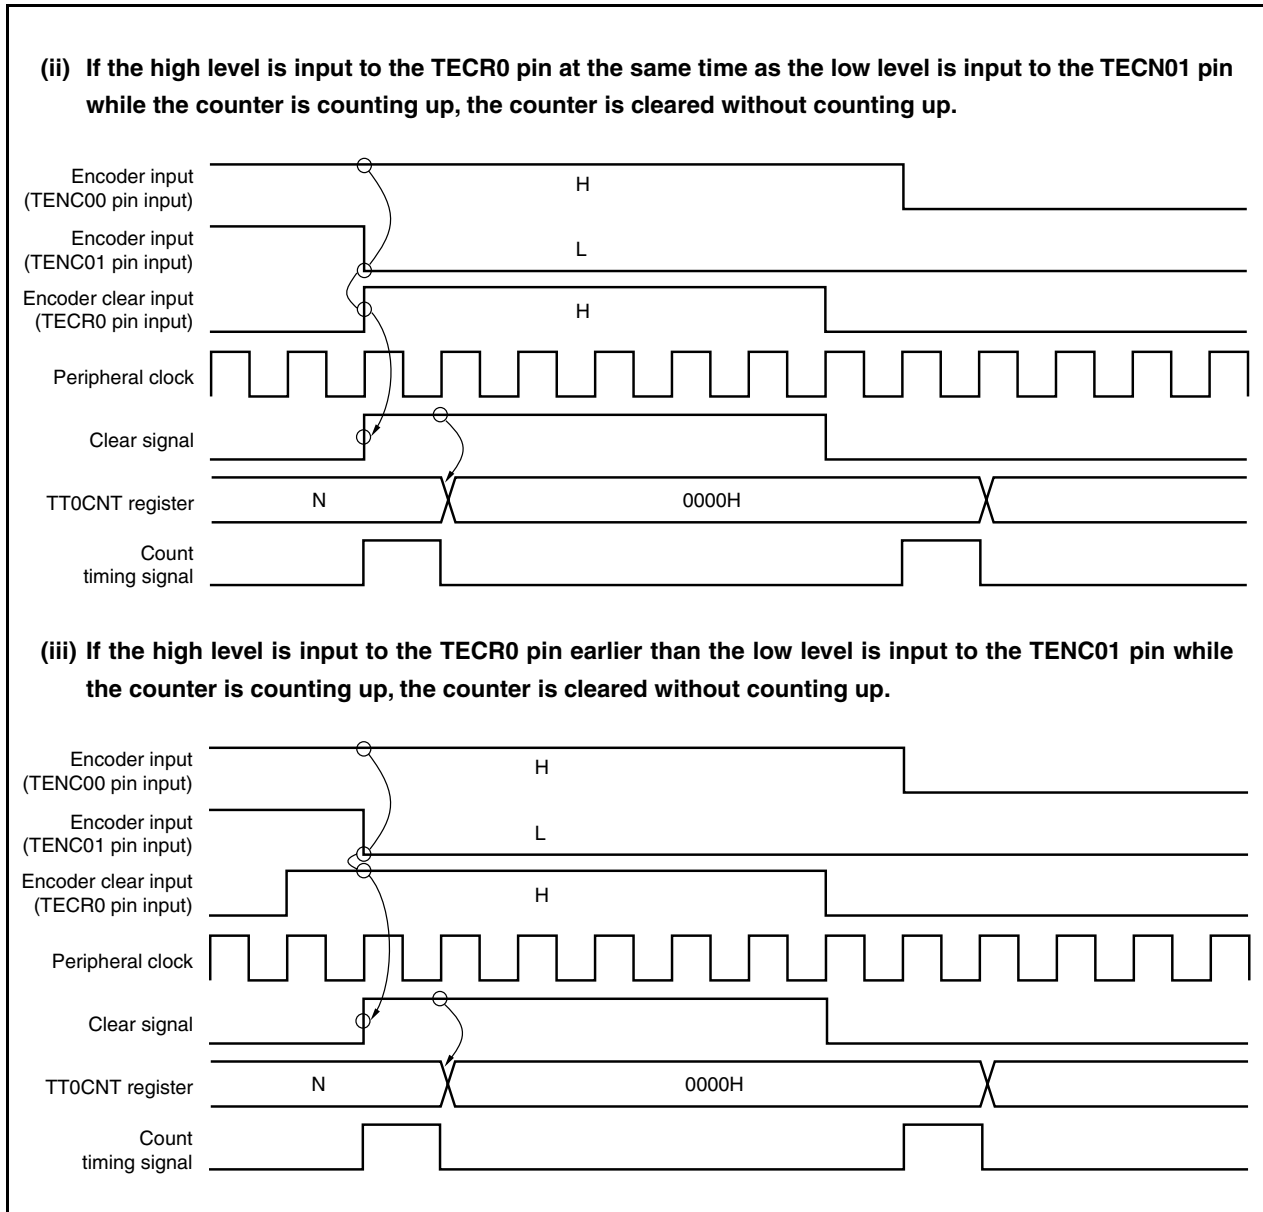 (ii) If the high level is input to the TECR0 pin at the same time as the low level is input to the TECN01 pin
while the counter is counting up, the counter is cleared without counting up.
Encoder input
(TENC00 pin input)
H
Encoder input
(TENC01 pin input)
L
Encoder clear input
(TECR0 pin input)
H
Peripheral clock
Clear signal
TT0CNT register
N
0000H
Count
timing signal
(iii) If the high level is input to the TECR0 pin earlier than the low level is input to the TENC01 pin while
the counter is counting up, the counter is cleared without counting up.
Encoder input
(TENC00 pin input)
H
Encoder input
(TENC01 pin input)
L
Encoder clear input
(TECR0 pin input)
H
Peripheral clock
Clear signal
TT0CNT register
N
0000H
Count
timing signal